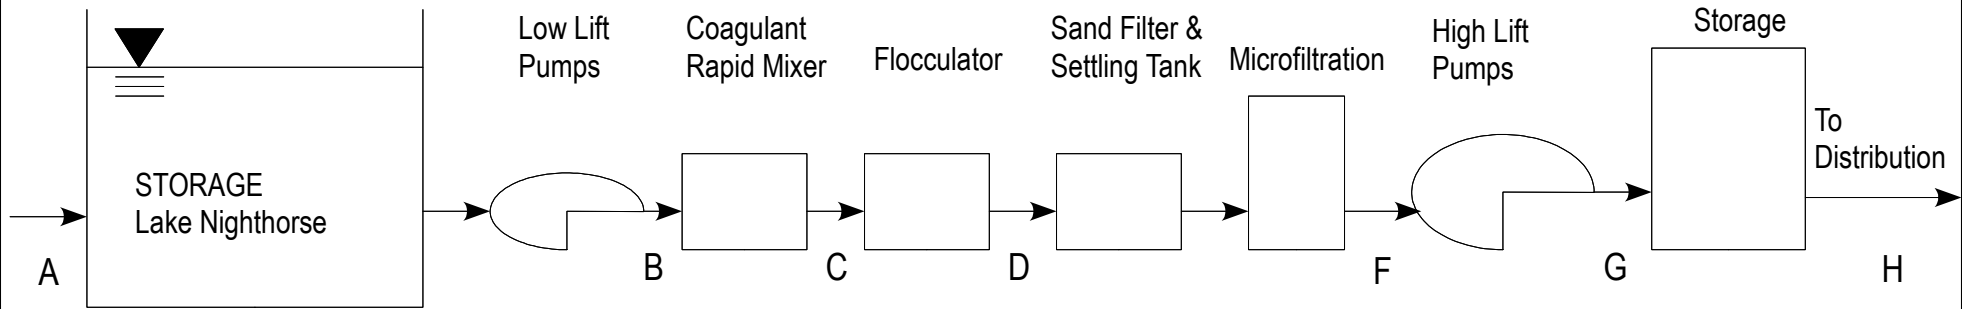 Low Lift
Pumps
Coagulant
Rapid Mixer
Flocculator
Sand Filter &
Settling Tank
Microfiltration
High Lift
Pumps
Storage
To
Distribution
STORAGE
Lake Nighthorse
A
B
C
D
F
G
H